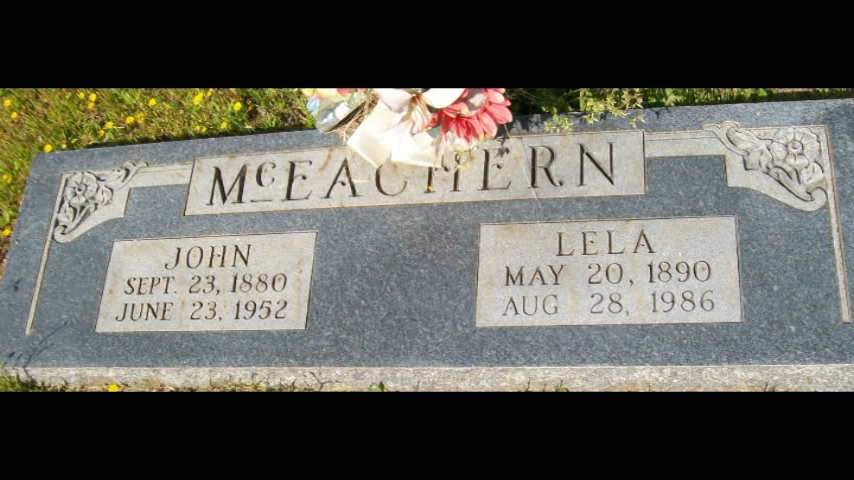 McEACHERN
JOHN
SEPT. 23, 1880
JUNE 23, 1952
LELA
MAY 20, 1890
AUG 28, 1986